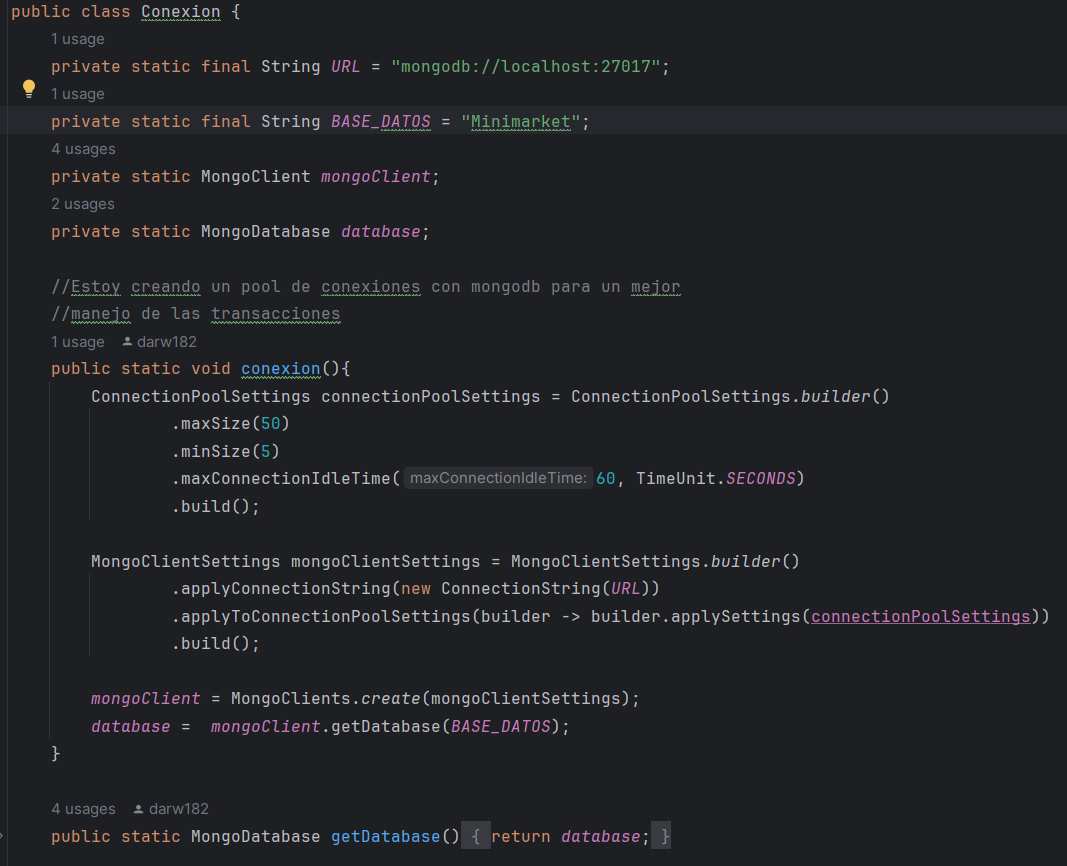 public class Conexion {
1 usage
private static final String URL = "mongodb://localhost:27017";
1 usage
private static final String BASE_DATOS = "Minimarket";
4 usages
private static MongoClient mongoClient;
2 usages
private static MongoDatabase database;
//Estoy creando un pool de conexiones con mongodb para un mejor
//manejo de las transacciones
1 usage darw182
public static void conexion(){
ConnectionPoolSettings connectionPoolSettings = ConnectionPoolSettings.builder()
.maxSize(50)
.minSize(5)
.maxConnectionIdleTime( maxConnectionIdleTime: 60, TimeUnit.SECONDS)
.build();
MongoClientSettings mongoClientSettings = MongoClientSettings.builder()
.applyConnectionString(new ConnectionString(URL))
.applyToConnectionPoolSettings(builder -> builder.applySettings(connectionPoolSettings))
.build();
mongoClient = MongoClients.create(mongoClientSettings);
database =  mongoClient.getDatabase(BASE_DATOS);
}
4 usages darw182
public static MongoDatabase getDatabase() { return database; }